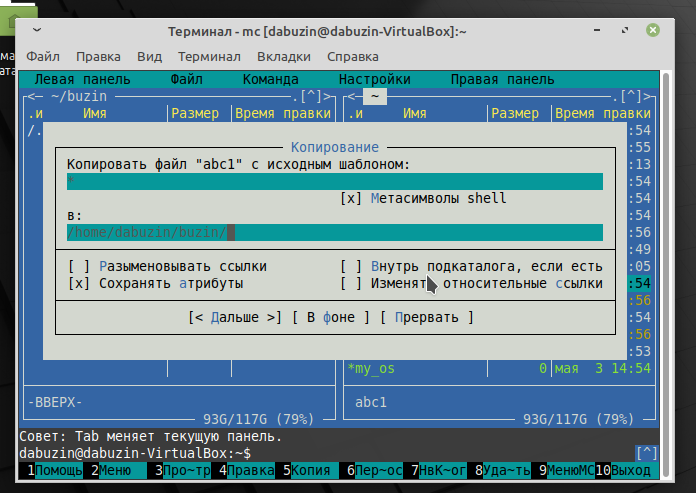 Терминал - mc [dabuzin@dabuzin-VirtualBox]:~
Файл Правка Вид Терминал Вкладки Справка
Левая панель Файл Команда Настройки Правая панель
<─ ~/buzin .[^]> <─ ~ .[^]>
.и Имя Размер Время правки .и Имя Размер Время правки
/. :54
:55
Копирование :13
Копировать файл "abc1" с исходным шаблоном: :54
* :54
[x] Метасимволы shell :54
в: :54
/home/dabuzin/buzin/ :56
:49
[ ] Разыменовывать ссылки [ ] Внутрь подкаталога, если есть :05
[x] Сохранять атрибуты [ ] Изменять относительные ссылки :54
:56
[< Дальше >] [ В фоне ] [ Прервать ] :54
:56
:53
*my_os 0 мая 3 14:54
-ВВЕРХ- abc1
93G/117G (79%) 93G/117G (79%)
Совет: Tab меняет текущую панель.
dabuzin@dabuzin-VirtualBox:~$ [^]
1Помощь 2Меню 3Про~тр 4Правка 5Копия 6Пер~ос 7НвК~ог 8Уда~ть 9МенюМС 10Выход